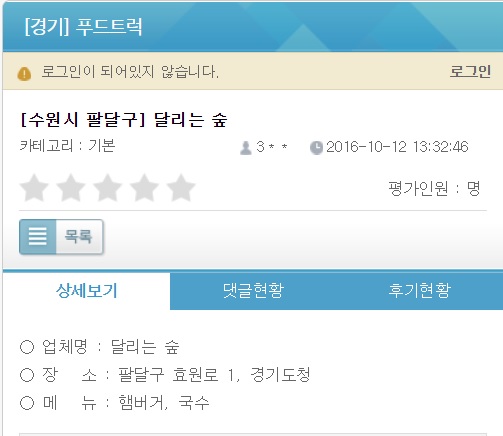 [경기] 푸드트럭
로그인이 되어있지 않습니다. 로그인
[수원시 팔달구] 달리는 숲
카테고리 : 기본 3 * * 2016-10-12 13:32:46
평가인원 : 명
목록
상세보기 댓글현황 후기현황
○ 업체명 : 달리는 숲
○ 장 소 : 팔달구 효원로 1, 경기도청
○ 메 뉴 : 햄버거, 국수